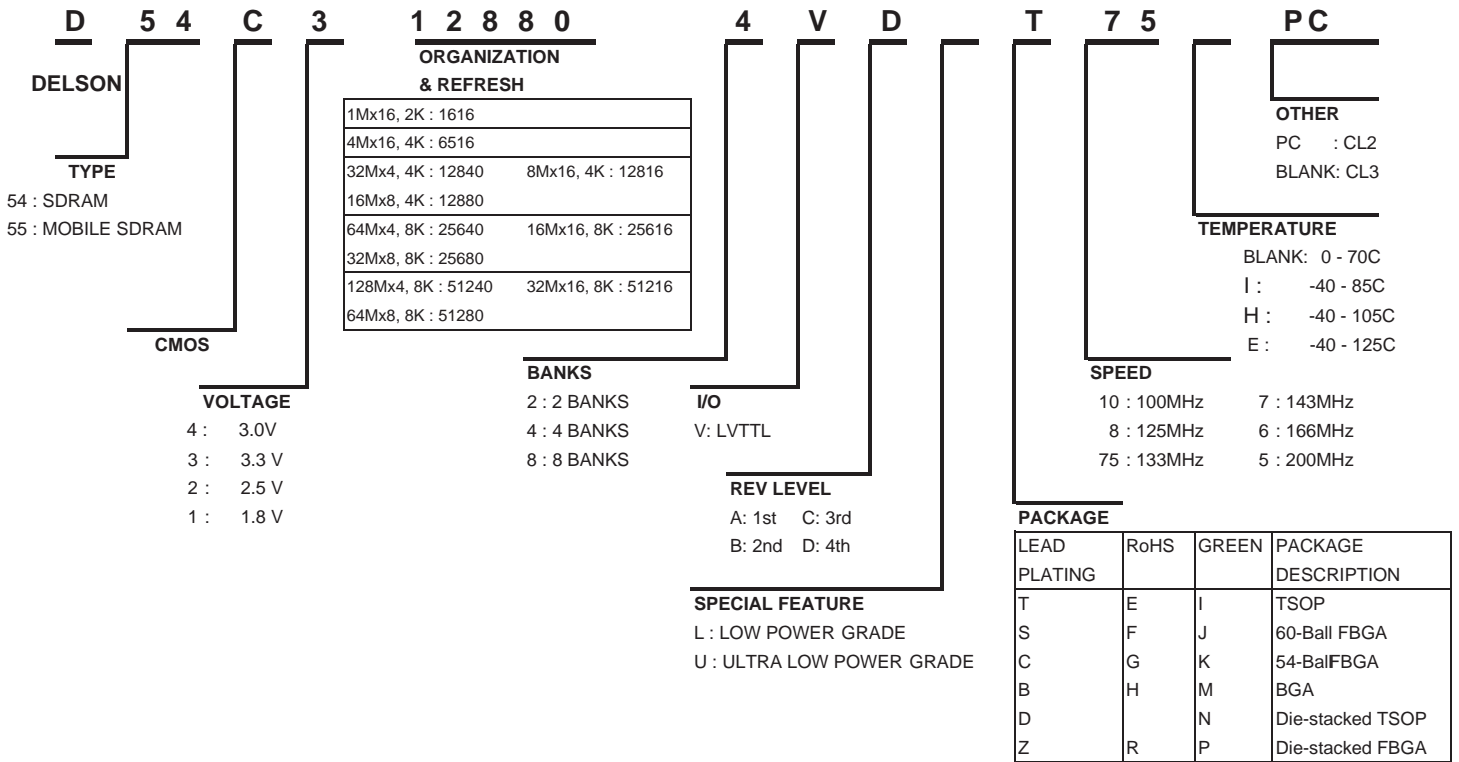 D 54 C 3 12880 4 V D T 75 PC
DELSON
TYPE
54 : SDRAM
55 : MOBILE SDRAM
CMOS
VOLTAGE
4 : 3.0V
3 : 3.3 V
2 : 2.5 V
1 : 1.8 V
ORGANIZATION
& REFRESH
1Mx16, 2K : 1616
4Mx16, 4K : 6516
32Mx4, 4K : 12840 8Mx16, 4K : 12816
16Mx8, 4K : 12880
64Mx4, 8K : 25640 16Mx16, 8K : 25616
32Mx8, 8K : 25680
128Mx4, 8K : 51240 32Mx16, 8K : 51216
64Mx8, 8K : 51280
BANKS
2 : 2 BANKS
4 : 4 BANKS
8 : 8 BANKS
I/O
V: LVTTL
REV LEVEL
A: 1st C: 3rd
B: 2nd D: 4th
SPECIAL FEATURE
L : LOW POWER GRADE
U : ULTRA LOW POWER GRADE
OTHER
PC : CL2
BLANK: CL3
TEMPERATURE
BLANK: 0 - 70C
I : -40 - 85C
H : -40 - 105C
E : -40 - 125C
SPEED
10 : 100MHz 7 : 143MHz
8 : 125MHz 6 : 166MHz
75 : 133MHz 5 : 200MHz
PACKAGE
LEAD RoHS GREEN PACKAGE
PLATING DESCRIPTION
T E I TSOP
S F J 60-Ball FBGA
C G K 54-BallFBGA
B H M BGA
D N Die-stacked TSOP
Z R P Die-stacked FBGA